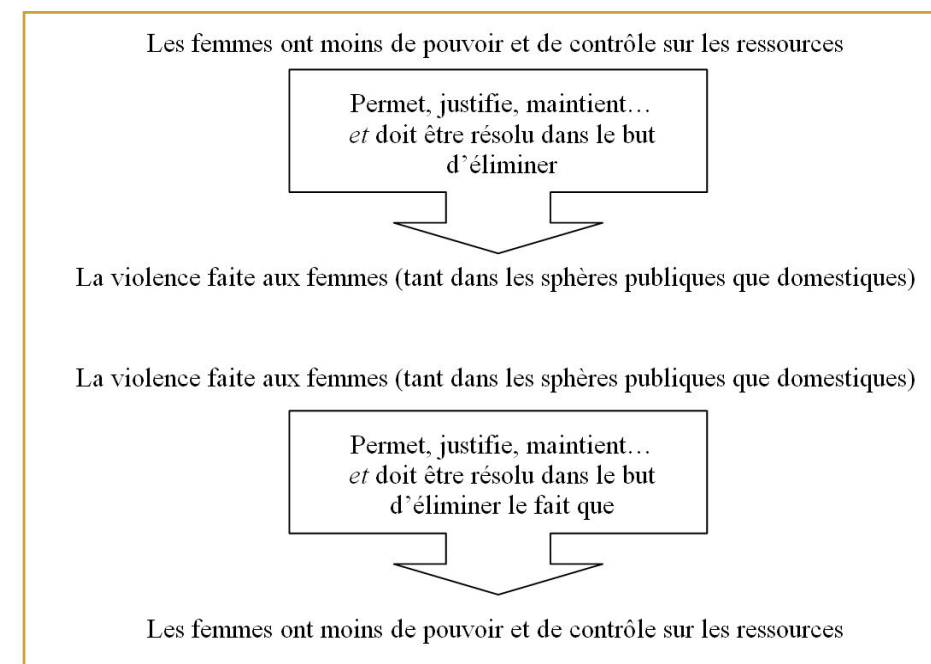 Les femmes ont moins de pouvoir et de contrôle sur les ressources
Permet, justifie, maintient…
et doit être résolu dans le but
d’éliminer
La violence faite aux femmes (tant dans les sphères publiques que domestiques)
La violence faite aux femmes (tant dans les sphères publiques que domestiques)
Permet, justifie, maintient…
et doit être résolu dans le but
d’éliminer le fait que
Les femmes ont moins de pouvoir et de contrôle sur les ressources